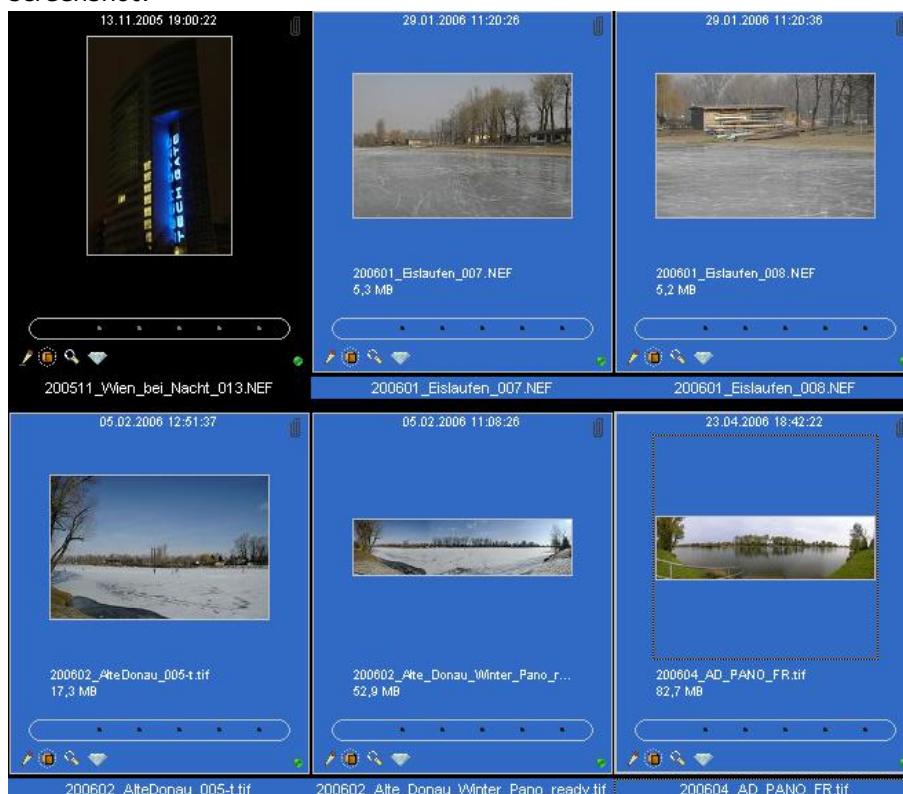 screenshot:
13.11.2005 19:00:22
29.01.2006 11:20:26
29.01.2006 11:20:36
TECH GATE
200601_Eislaufen_007.NEF
5,3 MB
200601_Eislaufen_008.NEF
5,2 MB
200511_Wien_bei_Nacht_013.NEF
200601_Eislaufen_007.NEF
200601_Eislaufen_008.NEF
05.02.2006 12:51:37
05.02.2006 11:08:26
23.04.2006 18:42:22
200602_AlteDonau_005-t.tif
17,3 MB
200602_Alte_Donau_Winter_Pano_r...
52,9 MB
200604_AD_PANO_FR.tif
82,7 MB
200602_AlteDonau_005-t.tif
200602_Alte_Donau_Winter_Pano_ready.tif
200604_AD_PANO_FR.tif